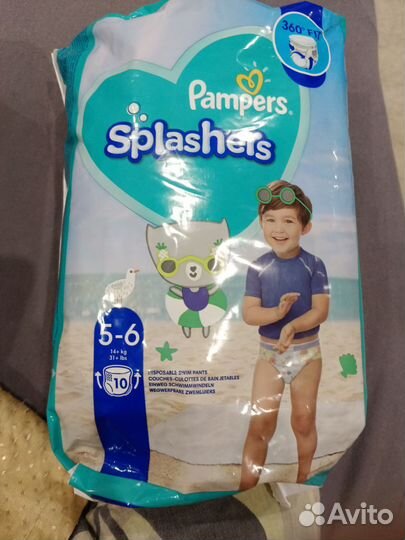 360° FIT
Pampers
Splashers
5-6
14+ kg
31+ lbs
10
DISPOSABLE SWIM PANTS
COUCHES-CULOTTES DE BAIN JETABLES
EINWEG SCHWIMMWINDELN
WEGWERPBARE ZWEMLUIERS
Avito